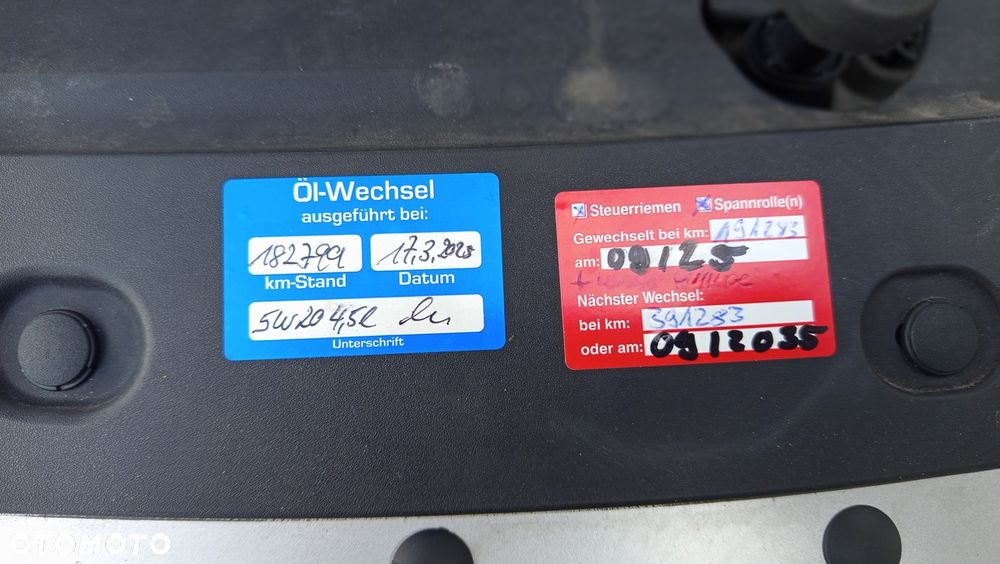 Öl-Wechsel
ausgeführt bei:
182799 17,3,2025
km-Stand Datum
5W20 4,5l
Unterschrift
Steuerriemen Spannrolle(n)
Gewechselt bei km: 191283
am: 09/25
+
Nächster Wechsel:
bei km: 391283
oder am: 09/2035
OTOMOTO